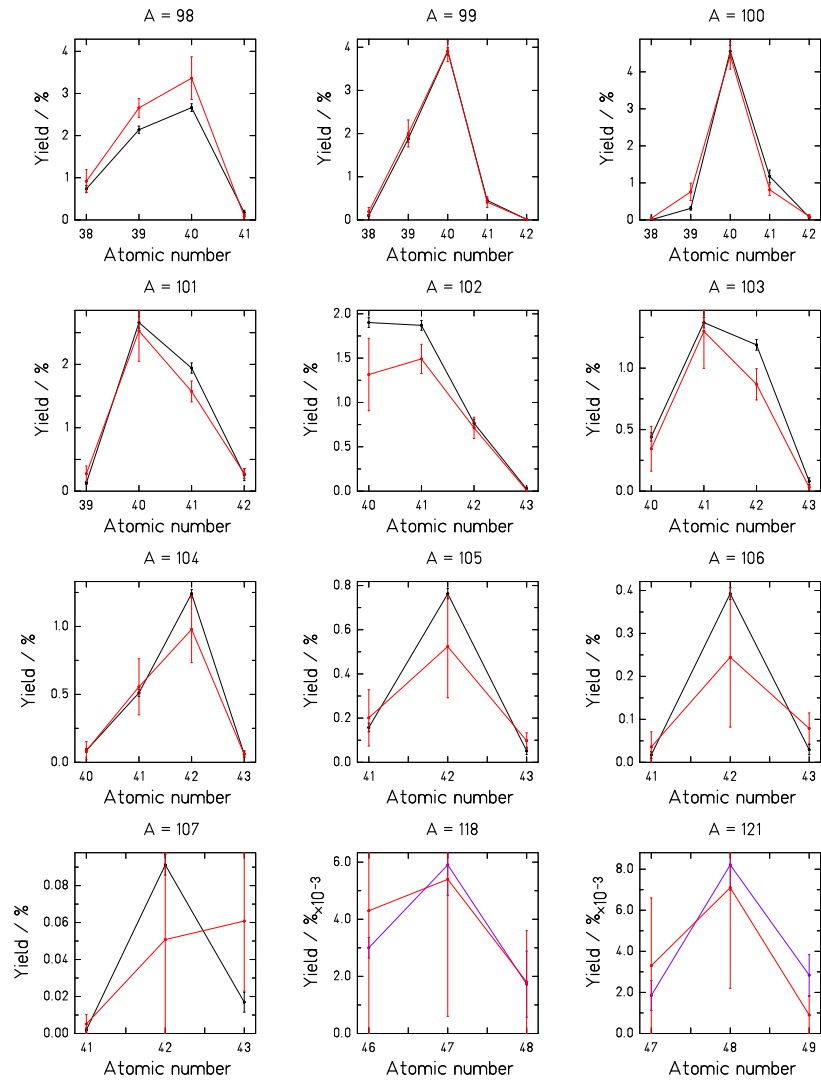 A = 98
A = 99
A = 100
Yield / %
4
3
2
1
0
38 39 40 41
Atomic number
Yield / %
4
3
2
1
0
38 39 40 41 42
Atomic number
Yield / %
4
3
2
1
0
38 39 40 41 42
Atomic number
A = 101
A = 102
A = 103
Yield / %
2
1
0
39 40 41 42
Atomic number
Yield / %
2.0
1.5
1.0
0.5
0
40 41 42 43
Atomic number
Yield / %
1.0
0.5
0
40 41 42 43
Atomic number
A = 104
A = 105
A = 106
Yield / %
1.0
0.5
0.0
40 41 42 43
Atomic number
Yield / %
0.8
0.6
0.4
0.2
0.0
41 42 43
Atomic number
Yield / %
0.4
0.3
0.2
0.1
0.0
41 42 43
Atomic number
A = 107
A = 118
A = 121
Yield / %
0.08
0.06
0.04
0.02
0.00
41 42 43
Atomic number
Yield / %×10-3
6.0
4.0
2.0
0.0
46 47 48
Atomic number
Yield / %×10-3
8.0
6.0
4.0
2.0
0.0
47 48 49
Atomic number